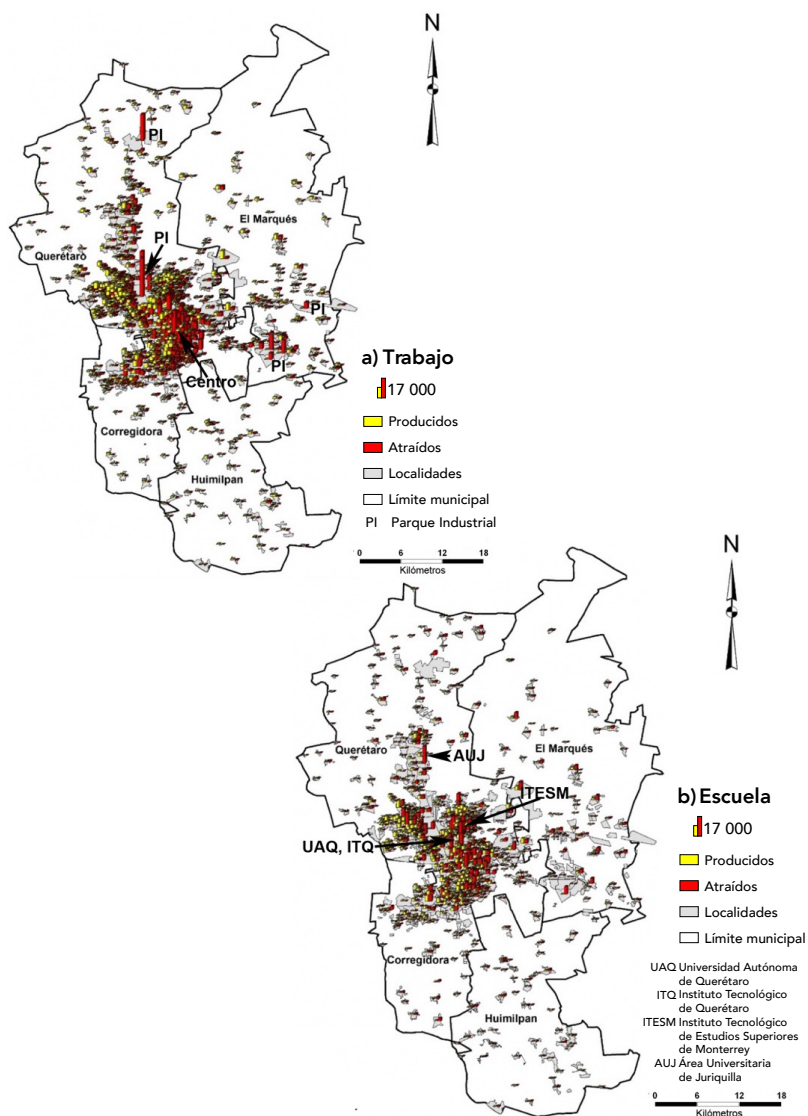 N
PI
El Marqués
Querétaro
PI
PI
PI
Centro
Corregidora
Huimilpan
a) Trabajo
17 000
Producidos
Atraídos
Localidades
Límite municipal
PI Parque Industrial
0 6 12 18
Kilómetros
N
Querétaro
El Marqués
AUJ
ITESM
UAQ, ITQ
Corregidora
Huimilpan
b) Escuela
17 000
Producidos
Atraídos
Localidades
Límite municipal
UAQ Universidad Autónoma
de Querétaro
ITQ Instituto Tecnológico
de Querétaro
ITESM Instituto Tecnológico
de Estudios Superiores
de Monterrey
AUJ Área Universitaria
de Juriquilla
0 6 12 18
Kilómetros